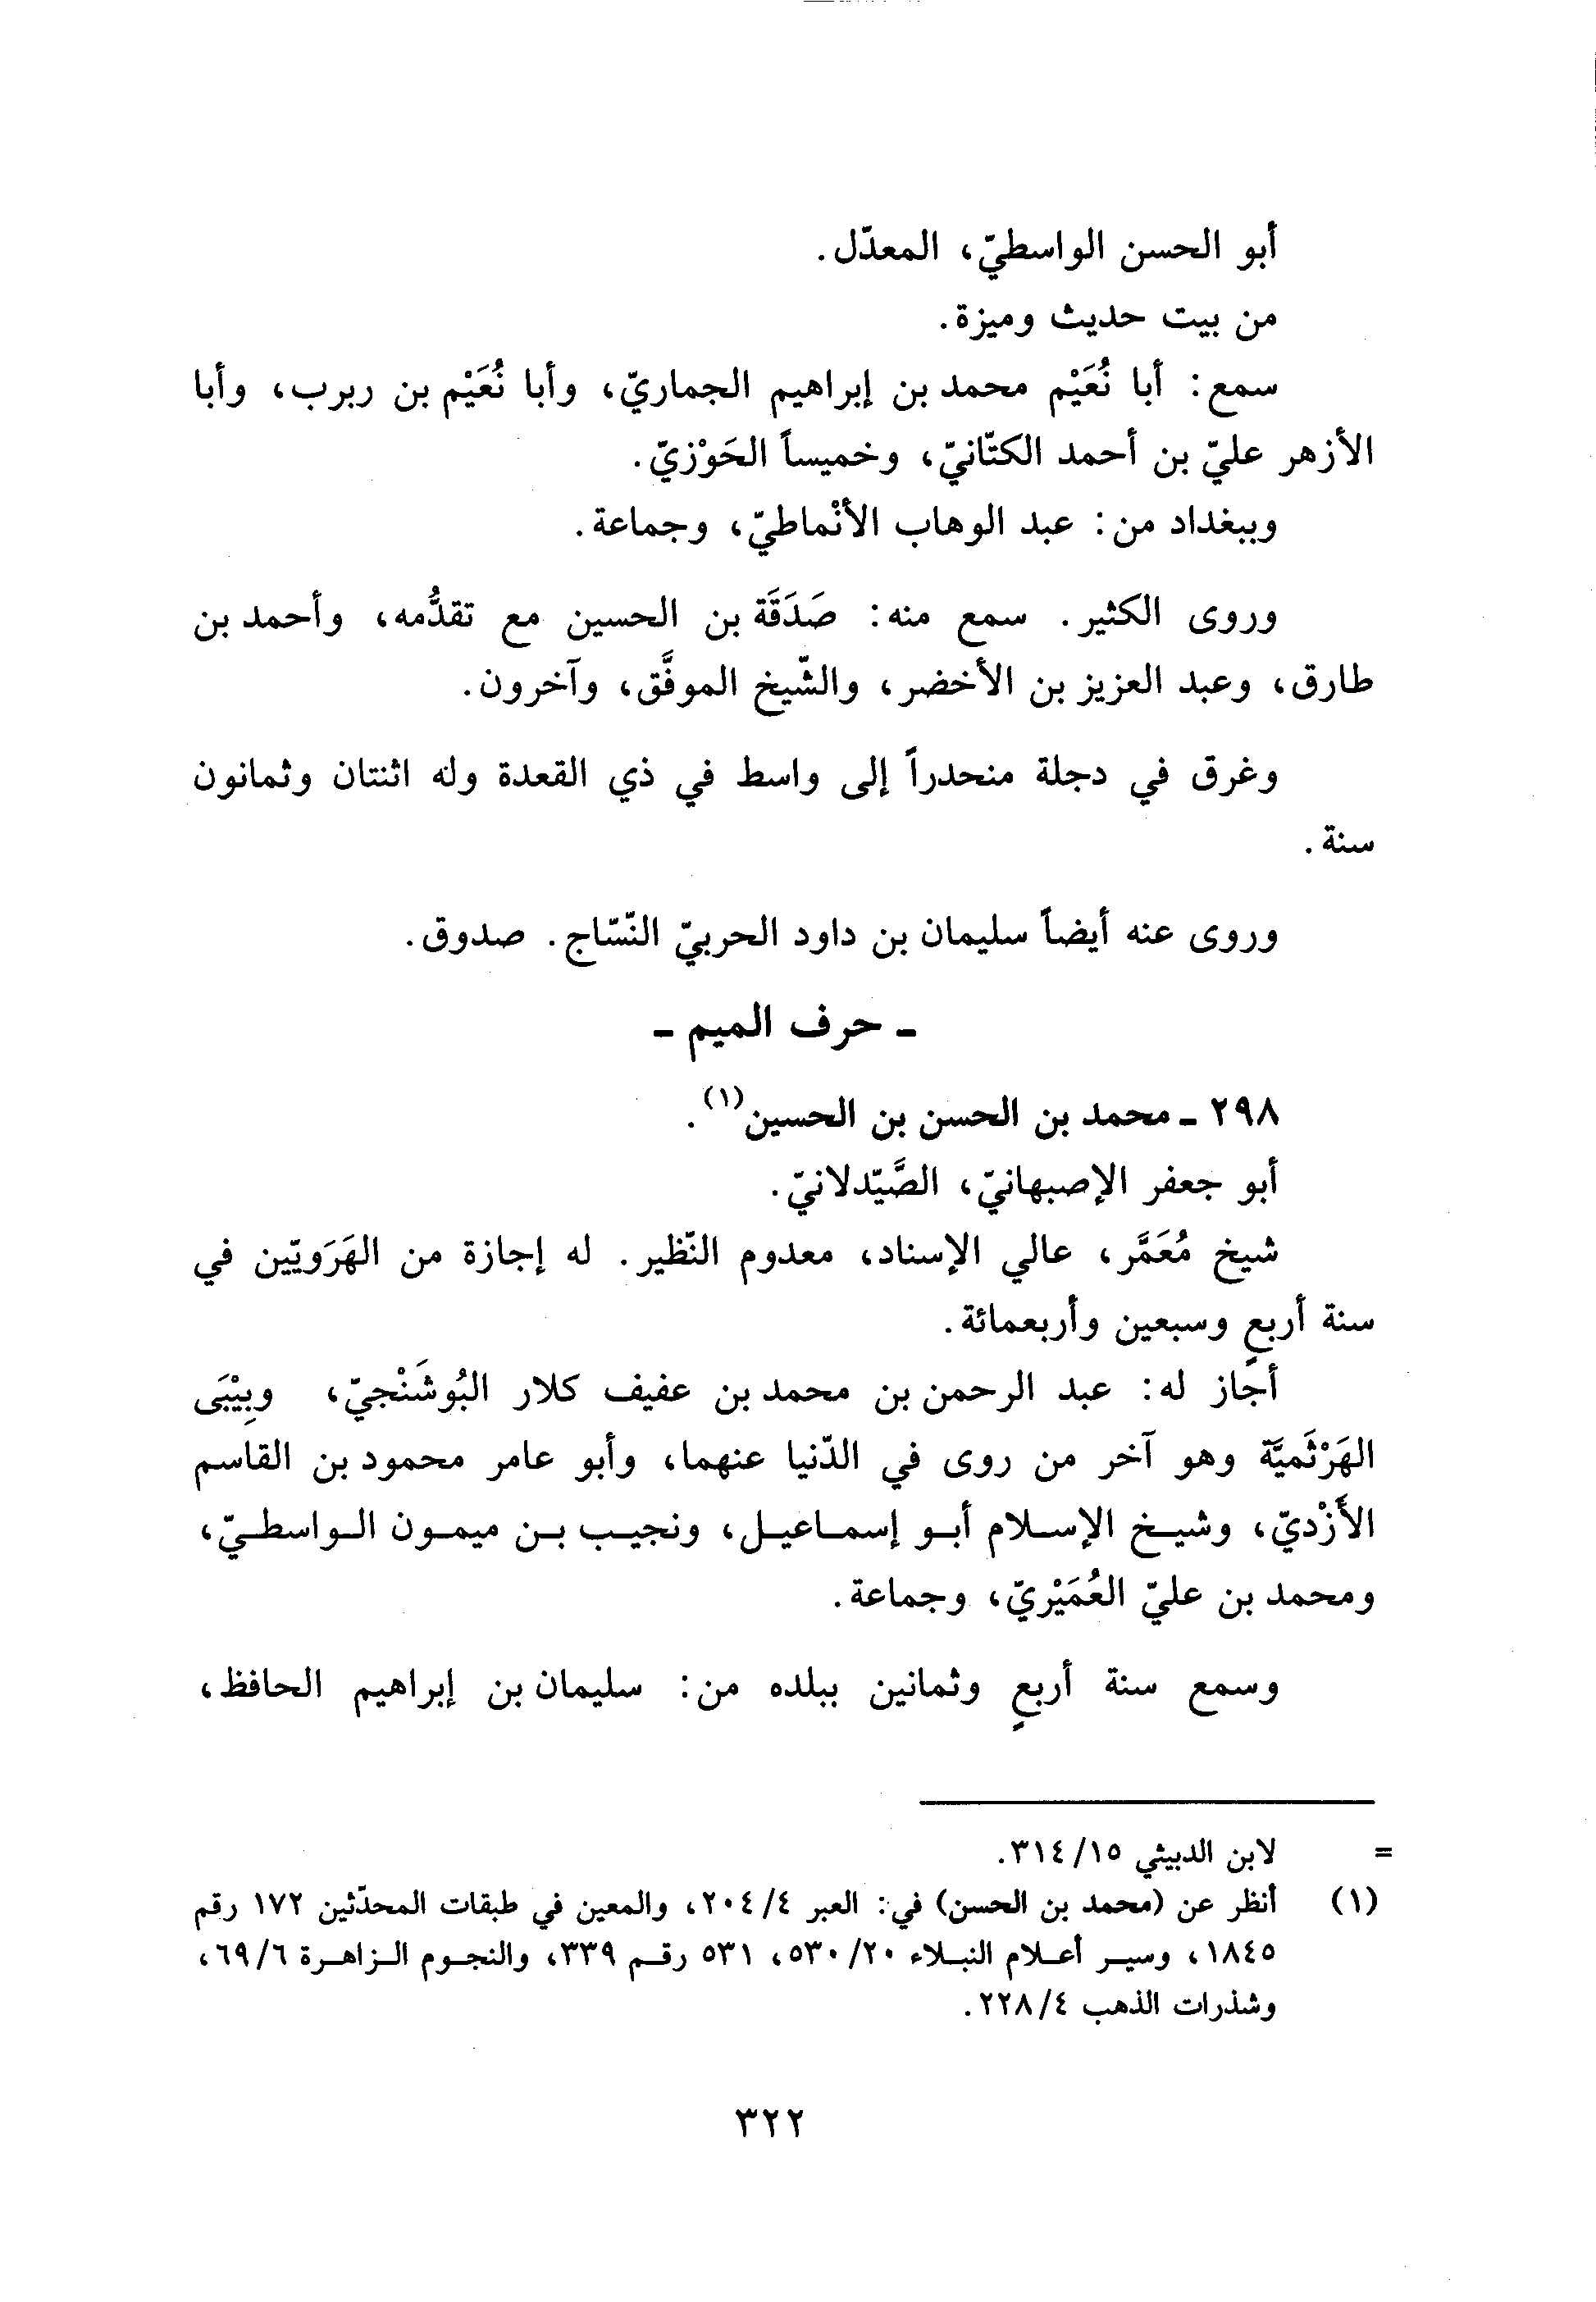 أبو الحسن الواسطيّ، المعدّل.
من بيت حديث وميزة.
سمع: أبا نُعَيْم محمد بن إبراهيم الجماريّ، وأبا نُعَيْم بن ربرب، وأبا
الأزهر عليّ بن أحمد الكتّانيّ، وخميساً الحَوْزيّ.
وببغداد من: عبد الوهاب الأنْماطيّ، وجماعة.
وروى الكثير. سمع منه: صَدَقَة بن الحسين مع تقدُّمه، وأحمد بن
طارق، وعبد العزيز بن الأخضر، والشّيخ الموفَّق، وآخرون.
وغرق في دجلة منحدراً إلى واسط في ذي القعدة وله اثنتان وثمانون
سنة.
وروى عنه أيضاً سليمان بن داود الحربيّ النّسّاج. صدوق.
- حرف الميم -
٢٩٨ - محمد بن الحسن بن الحسين(١).
أبو جعفر الإصبهانيّ، الصَّيّدلانيّ.
شيخ مُعَمَّر، عالي الإسناد، معدوم النّظير. له إجازة من الهَرَويّين في
سنة أربعٍ وسبعين وأربعمائة.
أجاز له: عبد الرحمن بن محمد بن عفيف كلار البُوشَنْجيّ، وبِيْبَى
الهَرْثَميَّة وهو آخر من روى في الدّنيا عنهما، وأبو عامر محمود بن القاسم
الأَزْديّ، وشيخ الإسلام أبو إسماعيل، ونجيب بن ميمون الواسطيّ،
ومحمد بن عليّ العُمَيْريّ، وجماعة.
وسمع سنة أربعٍ وثمانين ببلده من: سليمان بن إبراهيم الحافظ،
= لابن الدبيثي ٣١٤/١٥.
(١) أنظر عن (محمد بن الحسن) في: العبر ٢٠٤/٤، والمعين في طبقات المحدّثين ١٧٢ رقم
١٨٤٥، وسير أعلام النبلاء ٥٣٠/٢٠، ٥٣١ رقم ٣٣٩، والنجوم الزاهرة ٦٩/٦،
وشذرات الذهب ٢٢٨/٤.
٣٢٢